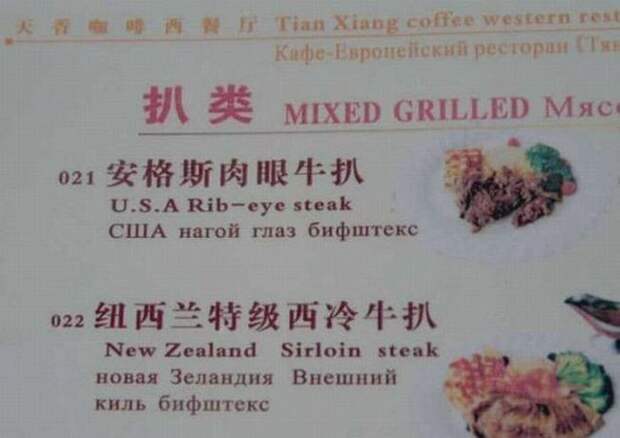 天香咖啡西餐厅 Tian Xiang coffee western rest
Кафе-Европейский ресторан (Тян
扒类 MIXED GRILLED Мясо
021 安格斯肉眼牛扒
U.S.A Rib-eye steak
США нагой глаз бифштекс
022 纽西兰特级西冷牛扒
New Zealand Sirloin steak
новая Зеландия Внешний
киль бифштекс